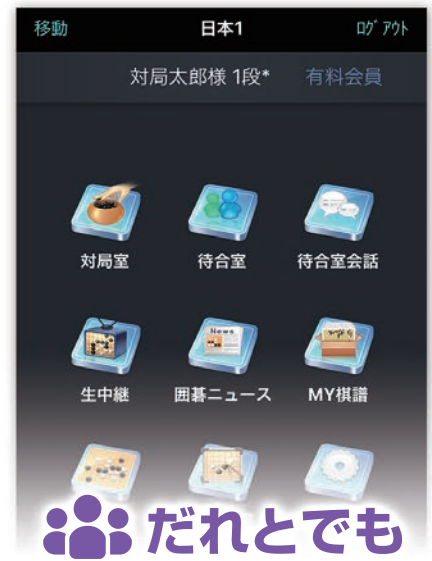 移動 日本1 ﾛｸﾞｱｳﾄ
対局太郎様 1段* 有料会員
対局室 待合室 待合室会話
News
生中継 囲碁ニュース MY棋譜
だれとでも